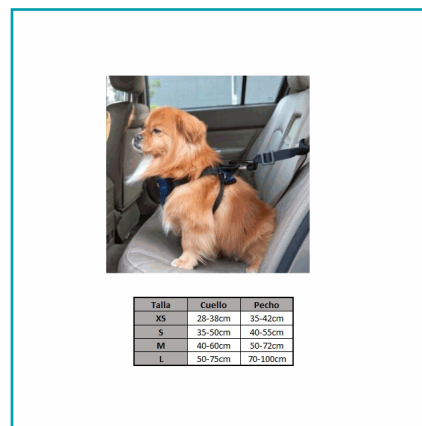 Talla Cuello Pecho
XS 28-38cm 35-42cm
S 35-50cm 40-55cm
M 40-60cm 50-72cm
L 50-75cm 70-100cm